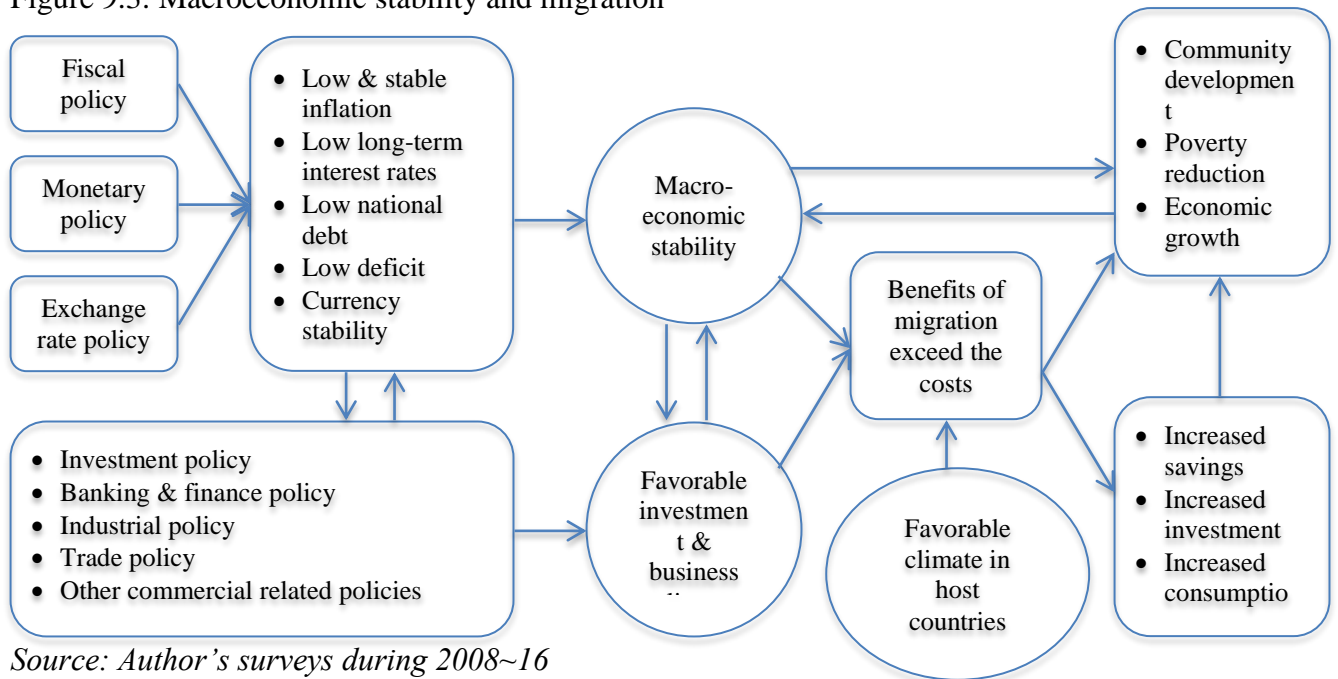 Figure 9.3: Macroeconomic stability and migration
Fiscal
policy
Monetary
policy
Exchange
rate policy
• Low & stable
inflation
• Low long-term
interest rates
• Low national
debt
• Low deficit
• Currency
stability
• Investment policy
• Banking & finance policy
• Industrial policy
• Trade policy
• Other commercial related policies
Macro-
economic
stability
Favorable
investmen
t &
business
Benefits of
migration
exceed the
costs
Favorable
climate in
host
countries
• Community
developmen
t
• Poverty
reduction
• Economic
growth
• Increased
savings
• Increased
investment
• Increased
consumptio
Source: Author's surveys during 2008~16